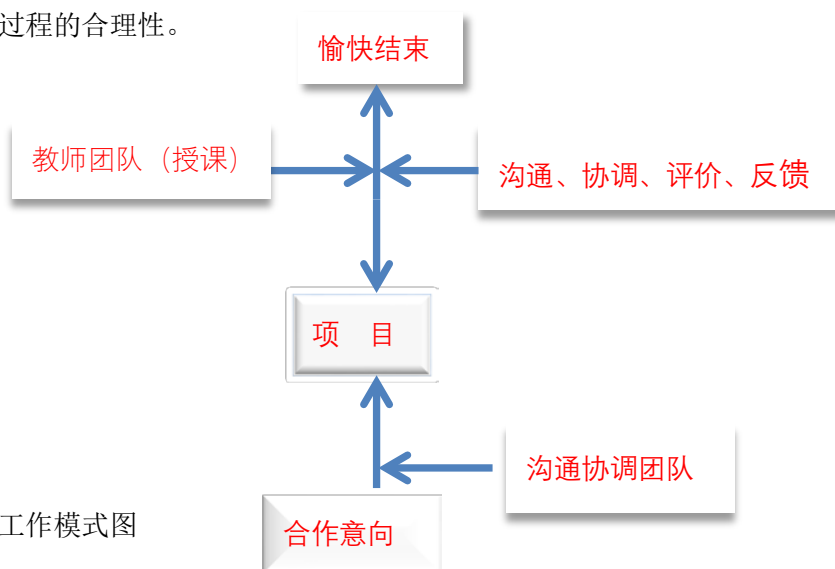 过程的合理性。
愉快结束
教师团队（授课）
沟通、协调、评价、反馈
项 目
沟通协调团队
工作模式图
合作意向